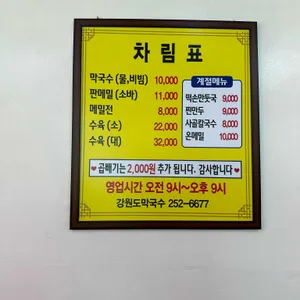 차림표
막국수 (물,비빔) 10,000
판메밀 (소바) 11,000
메밀전 8,000
수육 (소) 22,000
수육 (대) 32,000
계절메뉴
떡손만둣국 9,000
찐만두 9,000
사골칼국수 8,000
온메밀 10,000
♥ 곱빼기는 2,000원 추가 됩니다. 감사합니다 ♥
영업시간 오전 9시~오후 9시
강원도막국수 252-6677